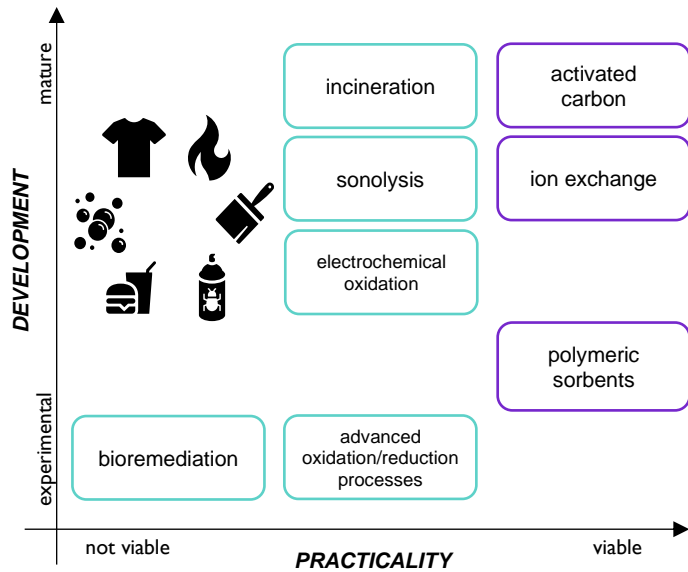 mature
incineration
activated
carbon
sonolysis
ion exchange
DEVELOPMENT
electrochemical
oxidation
polymeric
sorbents
experimental
bioremediation
advanced
oxidation/reduction
processes
not viable
PRACTICALITY
viable